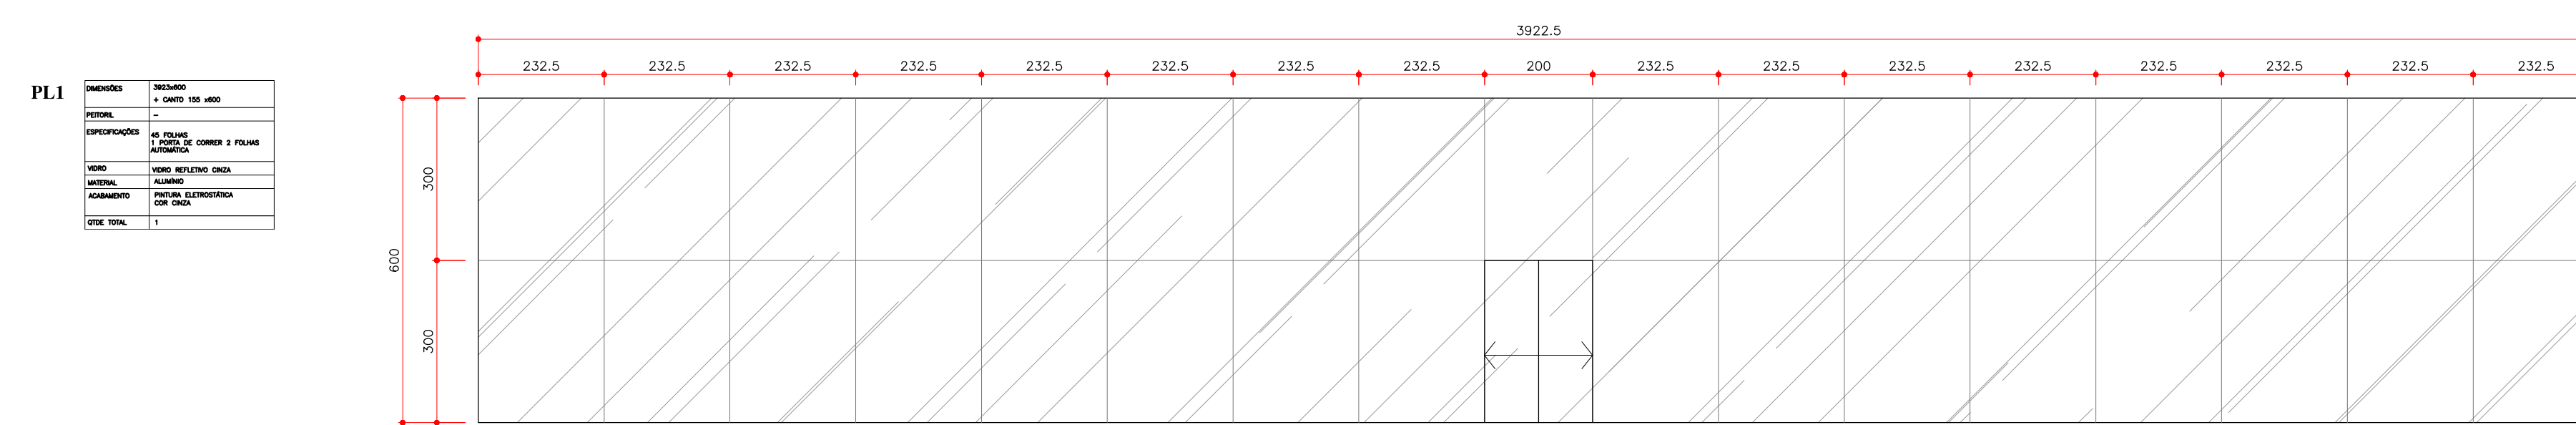 3922.5
232.5 232.5 232.5 232.5 232.5 232.5 232.5 232.5 200 232.5 232.5 232.5 232.5 232.5 232.5 232.5 232.5
PL1
DIMENSÕES 3923x600
+ CANTO 155 x600
PEITORIL -
ESPECIFICAÇÕES 45 FOLHAS
1 PORTA DE CORRER 2 FOLHAS
AUTOMÁTICA
VIDRO VIDRO REFLETIVO CINZA
MATERIAL ALUMÍNIO
ACABAMENTO PINTURA ELETROSTÁTICA
COR CINZA
QTDE TOTAL 1
300
600
300